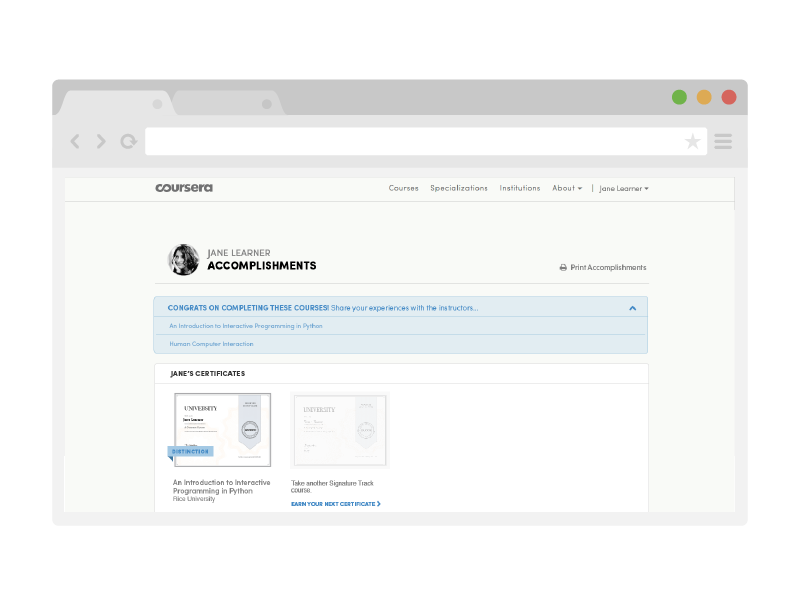 coursera
Courses Specializations Institutions About | Jane Learner
JANE LEARNER
ACCOMPLISHMENTS
Print Accomplishments
CONGRATS ON COMPLETING THESE COURSES! Share your experiences with the instructors...
An Introduction to Interactive Programming in Python
Human Computer Interaction
JANE'S CERTIFICATES
UNIVERSITY
Jane Learner
DISTINCTION
An Introduction to Interactive
Programming in Python
Rice University
UNIVERSITY
Take another Signature Track
course.
EARN YOUR NEXT CERTIFICATE